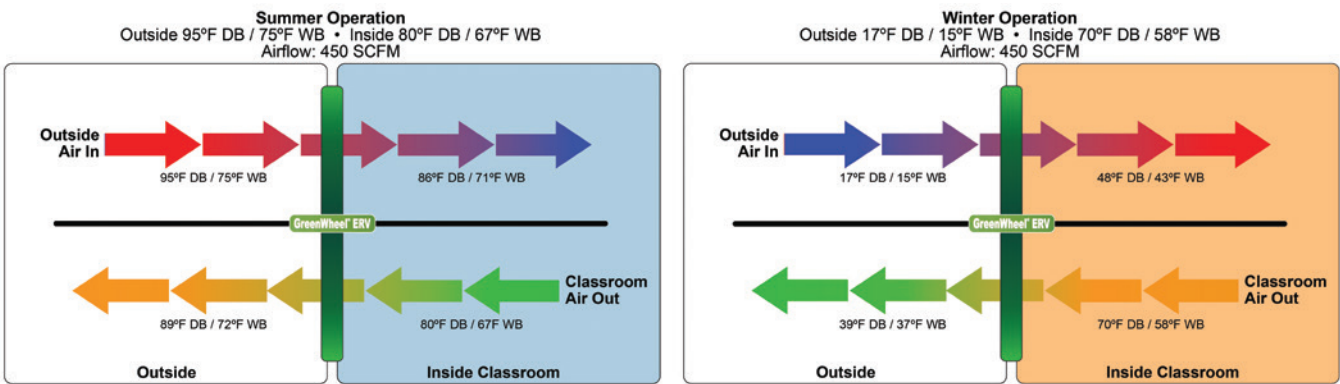 Summer Operation
Outside 95ºF DB / 75ºF WB • Inside 80ºF DB / 67ºF WB
Airflow: 450 SCFM
Outside
Air In
95ºF DB / 75ºF WB
86ºF DB / 71ºF WB
GreenWheel® ERV
Classroom
Air Out
89ºF DB / 72ºF WB
80ºF DB / 67ºF WB
Outside
Inside Classroom
Winter Operation
Outside 17ºF DB / 15ºF WB • Inside 70ºF DB / 58ºF WB
Airflow: 450 SCFM
Outside
Air In
17ºF DB / 15ºF WB
48ºF DB / 43ºF WB
GreenWheel® ERV
Classroom
Air Out
39ºF DB / 37ºF WB
70ºF DB / 58ºF WB
Outside
Inside Classroom